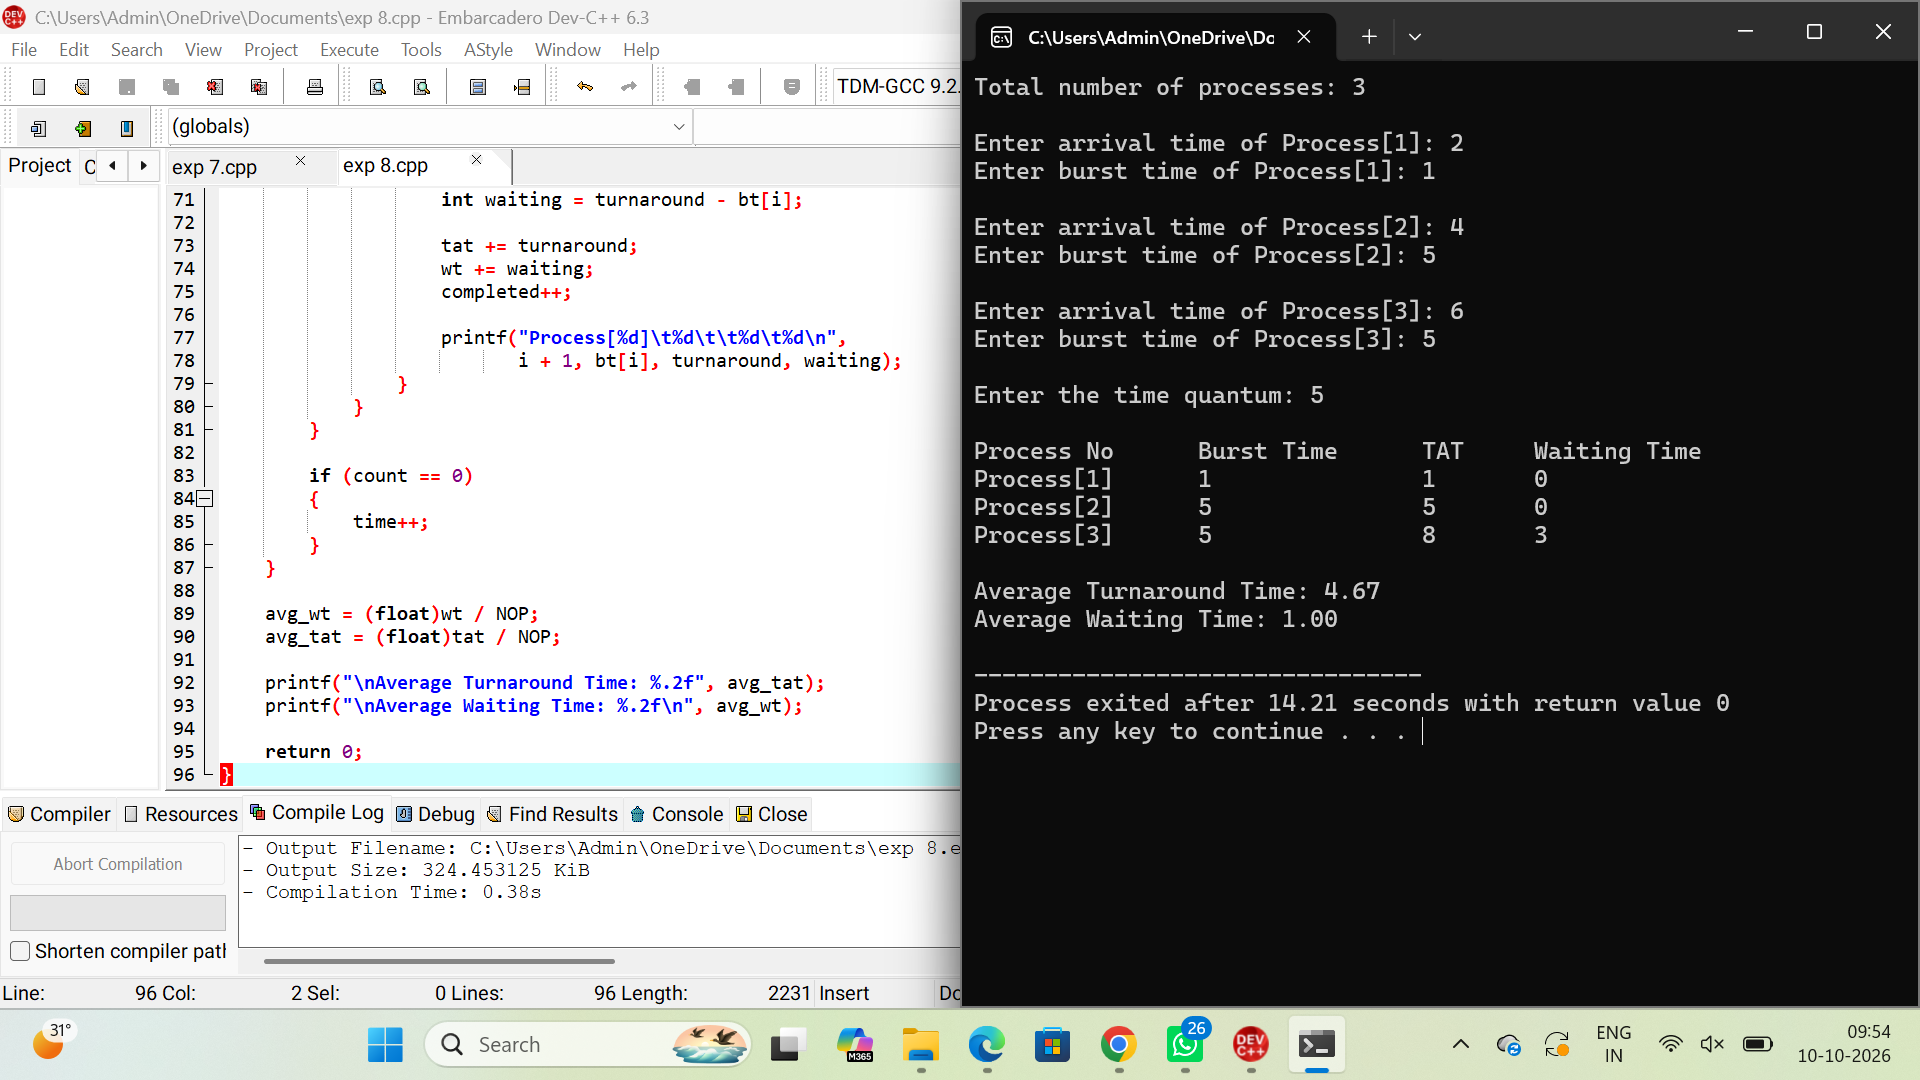 C:\Users\Admin\OneDrive\Documents\exp 8.cpp - Embarcadero Dev-C++ 6.3
File Edit Search View Project Execute Tools AStyle Window Help
TDM-GCC 9.2.
(globals)
Project C
exp 7.cpp
exp 8.cpp
71 int waiting = turnaround - bt[i];
72
73 tat += turnaround;
74 wt += waiting;
75 completed++;
76
77 printf("Process[%d]\t%d\t\t%d\t%d\n",
78 i + 1, bt[i], turnaround, waiting);
79 }
80 }
81 }
82
83 if (count == 0)
84 {
85 time++;
86 }
87 }
88
89 avg_wt = (float)wt / NOP;
90 avg_tat = (float)tat / NOP;
91
92 printf("\nAverage Turnaround Time: %.2f", avg_tat);
93 printf("\nAverage Waiting Time: %.2f\n", avg_wt);
94
95 return 0;
96 }
Compiler Resources Compile Log Debug Find Results Console Close
Abort Compilation
Shorten compiler pat
- Output Filename: C:\Users\Admin\OneDrive\Documents\exp 8.e
- Output Size: 324.453125 KiB
- Compilation Time: 0.38s
Line: 96 Col: 2 Sel: 0 Lines: 96 Length: 2231 Insert Do
C:\Users\Admin\OneDrive\Dc
Total number of processes: 3
Enter arrival time of Process[1]: 2
Enter burst time of Process[1]: 1
Enter arrival time of Process[2]: 4
Enter burst time of Process[2]: 5
Enter arrival time of Process[3]: 6
Enter burst time of Process[3]: 5
Enter the time quantum: 5
Process No Burst Time TAT Waiting Time
Process[1] 1 1 0
Process[2] 5 5 0
Process[3] 5 8 3
Average Turnaround Time: 4.67
Average Waiting Time: 1.00
--------------------------------
Process exited after 14.21 seconds with return value 0
Press any key to continue . . .
31°
Search
M365
26
DEV C++
ENG
IN
09:54
10-10-2026